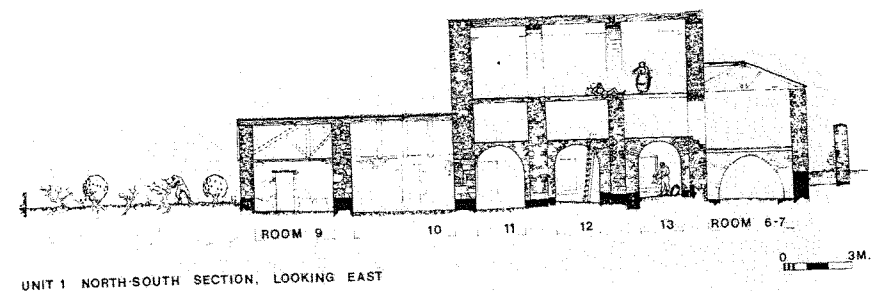 ROOM 9 10 11 12 13 ROOM 6-7
0 3M.
UNIT 1 NORTH-SOUTH SECTION, LOOKING EAST